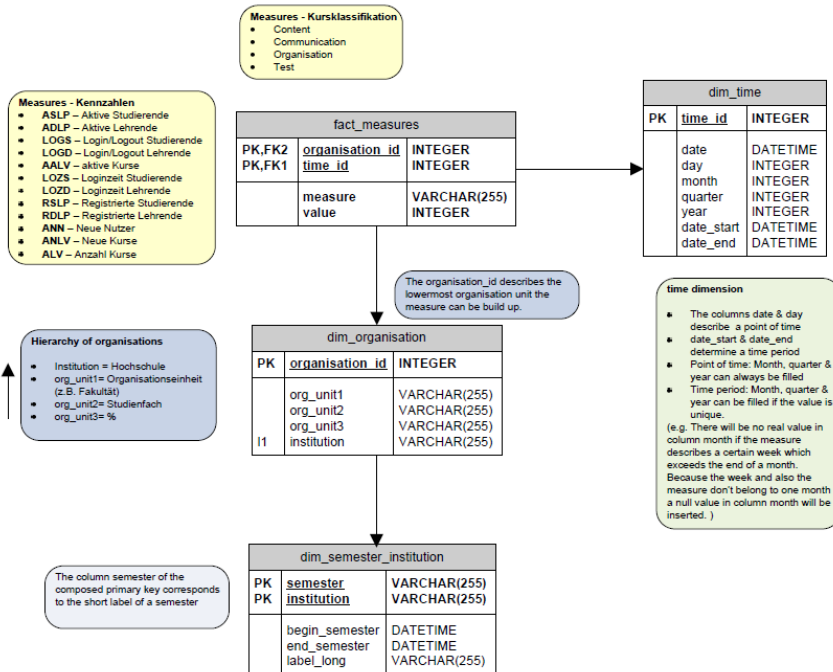 Measures - Kursklassifikation
Content
Communication
Organisation
Test
Measures - Kennzahlen
ASLP – Aktive Studierende
ADLP – Aktive Lehrende
LOGS – Login/Logout Studierende
LOGD – Login/Logout Lehrende
AALV – aktive Kurse
LOZS – Loginzeit Studierende
LOZD – Loginzeit Lehrende
RSLP – Registrierte Studierende
RDLP – Registrierte Lehrende
ANN – Neue Nutzer
ANLV – Neue Kurse
ALV – Anzahl Kurse
fact_measures
PK,FK2 organisation_id INTEGER
PK,FK1 time_id INTEGER
measure VARCHAR(255)
value INTEGER
dim_time
PK time_id INTEGER
date DATETIME
day INTEGER
month INTEGER
quarter INTEGER
year INTEGER
date_start DATETIME
date_end DATETIME
The organisation_id describes the
lowermost organisation unit the
measure can be build up.
time dimension
The columns date & day
describe a point of time
date_start & date_end
determine a time period
Point of time: Month, quarter &
year can always be filled
Time period: Month, quarter &
year can be filled if the value is
unique.
(e.g. There will be no real value in
column month if the measure
describes a certain week which
exceeds the end of a month.
Because the week and also the
measure don't belong to one month
a null value in column month will be
inserted. )
Hierarchy of organisations
Institution = Hochschule
org_unit1= Organisationseinheit
(z.B. Fakultät)
org_unit2= Studienfach
org_unit3= %
dim_organisation
PK organisation_id INTEGER
org_unit1 VARCHAR(255)
org_unit2 VARCHAR(255)
org_unit3 VARCHAR(255)
I1 institution VARCHAR(255)
The column semester of the
composed primary key corresponds
to the short label of a semester
dim_semester_institution
PK semester VARCHAR(255)
PK institution VARCHAR(255)
begin_semester DATETIME
end_semester DATETIME
label_long VARCHAR(255)